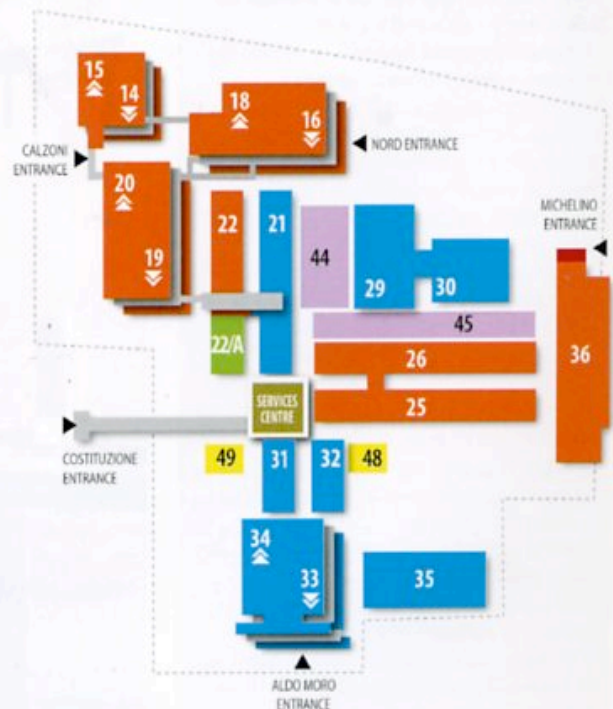 15
14
18
16
NORD ENTRANCE
CALZONI
ENTRANCE
20
19
22
21
44
29
30
MICHELINO
ENTRANCE
45
22/A
26
36
25
SERVICES
CENTRE
COSTITUZIONE
ENTRANCE
49
31
32
48
34
33
35
ALDO MORO
ENTRANCE